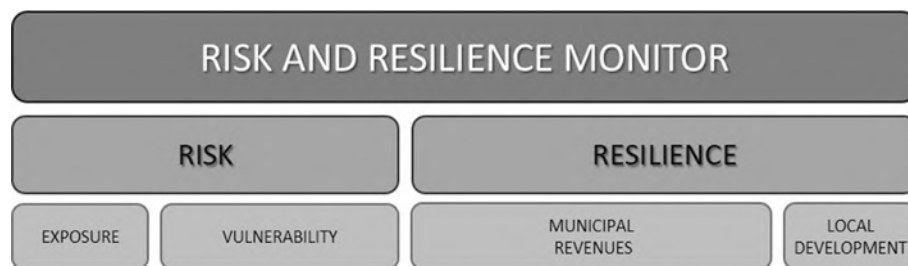 RISK AND RESILIENCE MONITOR
RISK
RESILIENCE
EXPOSURE
VULNERABILITY
MUNICIPAL
REVENUES
LOCAL
DEVELOPMENT